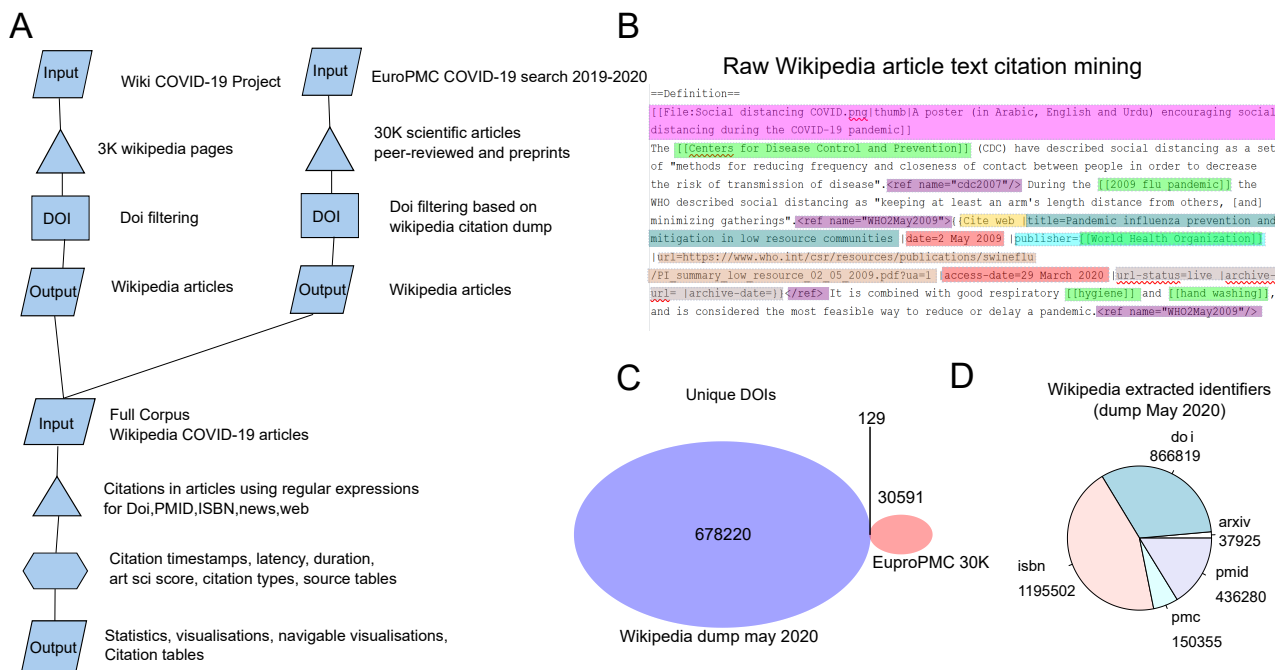 A
Input
Wiki COVID-19 Project
Input
EuroPMC COVID-19 search 2019-2020
3K wikipedia pages
30K scientific articles
peer-reviewed and preprints
DOI
Doi filtering
DOI
Doi filtering based on
wikipedia citation dump
Output
Wikipedia articles
Output
Wikipedia articles
Input
Full Corpus
Wikipedia COVID-19 articles
Citations in articles using regular expressions
for Doi,PMID,ISBN,news,web
Citation timestamps, latency, duration,
art sci score, citation types, source tables
Output
Statistics, visualisations, navigable visualisations,
Citation tables
B
Raw Wikipedia article text citation mining
==Definition==
[[File:Social distancing COVID.png|thumb|A poster (in Arabic, English and Urdu) encouraging social
distancing during the COVID-19 pandemic]]
The [[Centers for Disease Control and Prevention]] (CDC) have described social distancing as a set
of "methods for reducing frequency and closeness of contact between people in order to decrease
the risk of transmission of disease".<ref name="cdc2007"/> During the [[2009 flu pandemic]] the
WHO described social distancing as "keeping at least an arm's length distance from others, [and]
minimizing gatherings".<ref name="WHO2May2009">{{Cite web |title=Pandemic influenza prevention and
mitigation in low resource communities |date=2 May 2009 |publisher=[[World Health Organization]]
|url=https://www.who.int/csr/resources/publications/swineflu
/PI_summary_low_resource_02_05_2009.pdf?ua=1 |access-date=29 March 2020 |url-status=live |archive-
url= |archive-date=}}</ref> It is combined with good respiratory [[hygiene]] and [[hand washing]],
and is considered the most feasible way to reduce or delay a pandemic.<ref name="WHO2May2009"/>
C
Unique DOIs
129
30591
678220
EuproPMC 30K
Wikipedia dump may 2020
D
Wikipedia extracted identifiers
(dump May 2020)
doi
866819
arxiv
37925
isbn
1195502
pmid
436280
pmc
150355